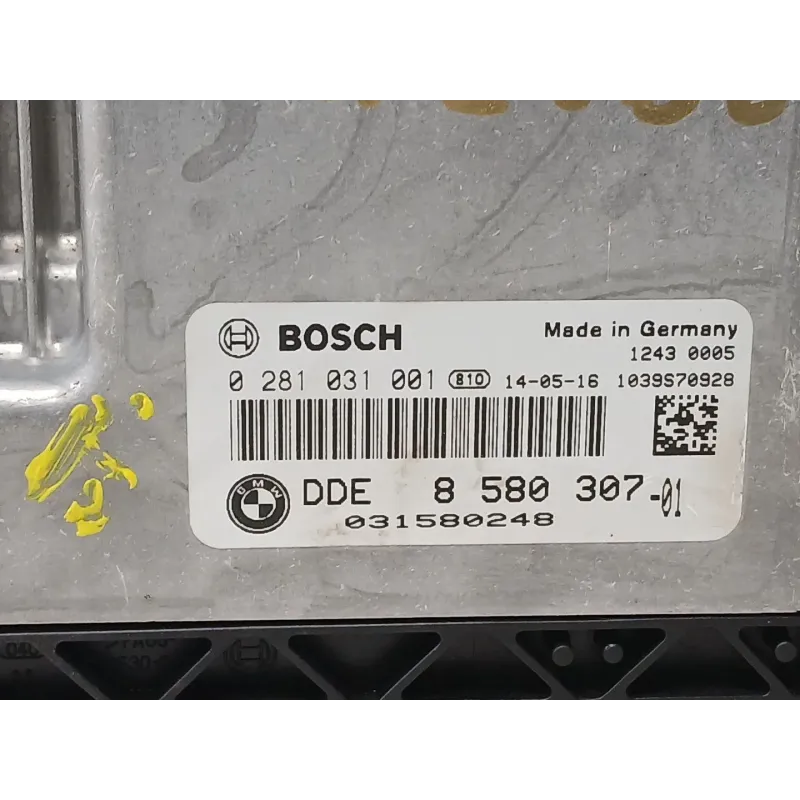 BOSCH
Made in Germany
1243 0005
0 281 031 001 810 14-05-16 1039S70928
BMW
DDE 8 580 307-01
031580248